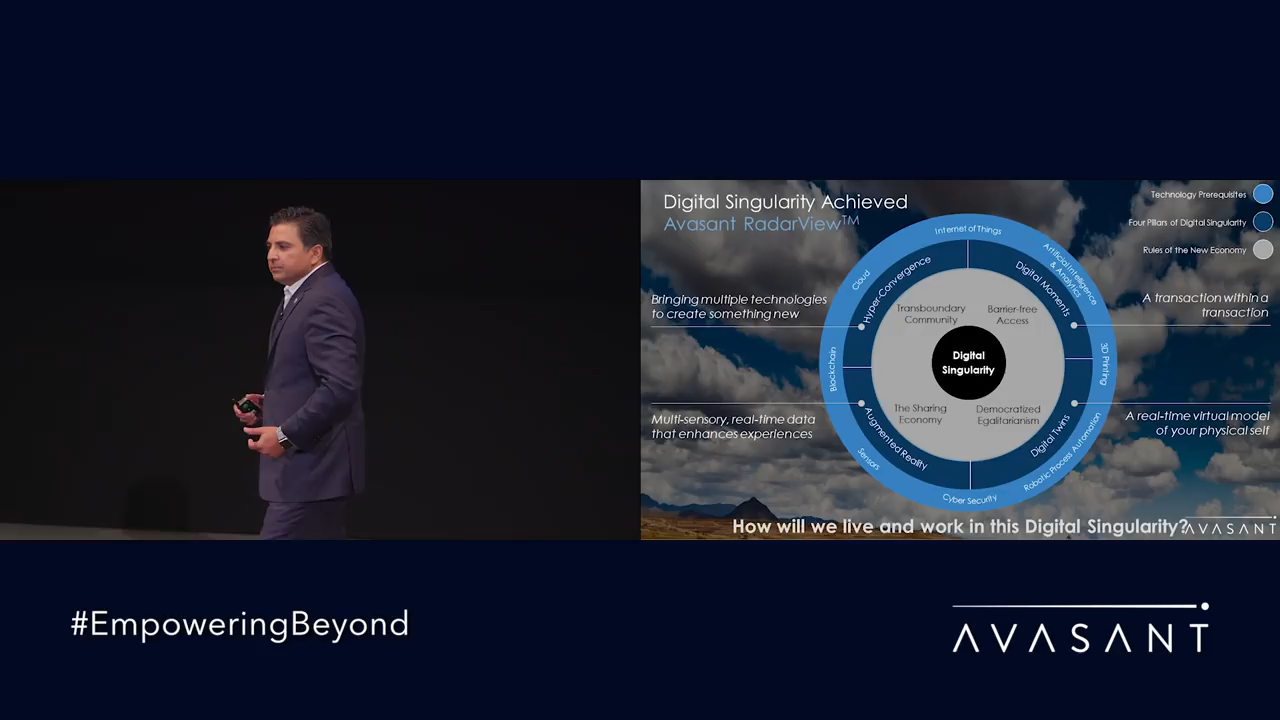 Digital Singularity Achieved
Avasant RadarView™
Technology Prerequisites
Four Pillars of Digital Singularity
Rules of the New Economy
Internet of Things
Artificial Intelligence
& Analytics
3D Printing
Robotic Process Automation
Cyber Security
Sensors
Blockchain
Cloud
Hyper-Convergence
Digital Moments
Digital Twins
Augmented Reality
Bringing multiple technologies
to create something new
A transaction within a
transaction
Transboundary
Community
Barrier-free
Access
Digital
Singularity
The Sharing
Economy
Democratized
Egalitarianism
Multi-sensory, real-time data
that enhances experiences
A real-time virtual model
of your physical self
How will we live and work in this Digital Singularity?
AVASANT
#EmpoweringBeyond
AVASANT